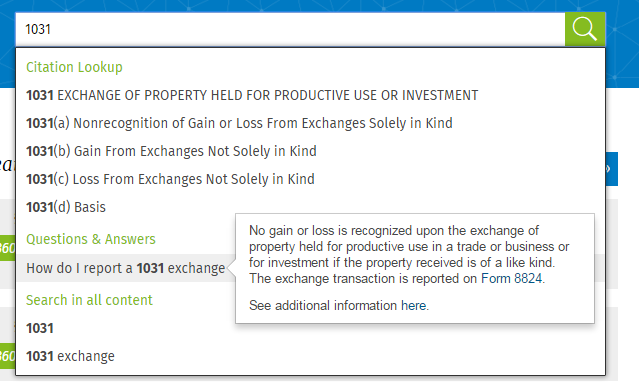 1031
Citation Lookup
1031 EXCHANGE OF PROPERTY HELD FOR PRODUCTIVE USE OR INVESTMENT
1031(a) Nonrecognition of Gain or Loss From Exchanges Solely in Kind
1031(b) Gain From Exchanges Not Solely in Kind
1031(c) Loss From Exchanges Not Solely in Kind
1031(d) Basis
Questions & Answers
How do I report a 1031 exchange
No gain or loss is recognized upon the exchange of
property held for productive use in a trade or business or
for investment if the property received is of a like kind.
The exchange transaction is reported on Form 8824.
See additional information here.
Search in all content
1031
1031 exchange